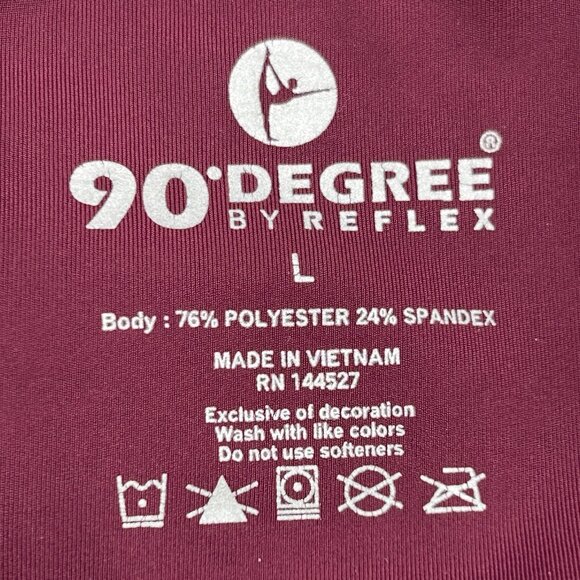 90°DEGREE®
BY REFLEX
L
Body : 76% POLYESTER 24% SPANDEX
MADE IN VIETNAM
RN 144527
Exclusive of decoration
Wash with like colors
Do not use softeners